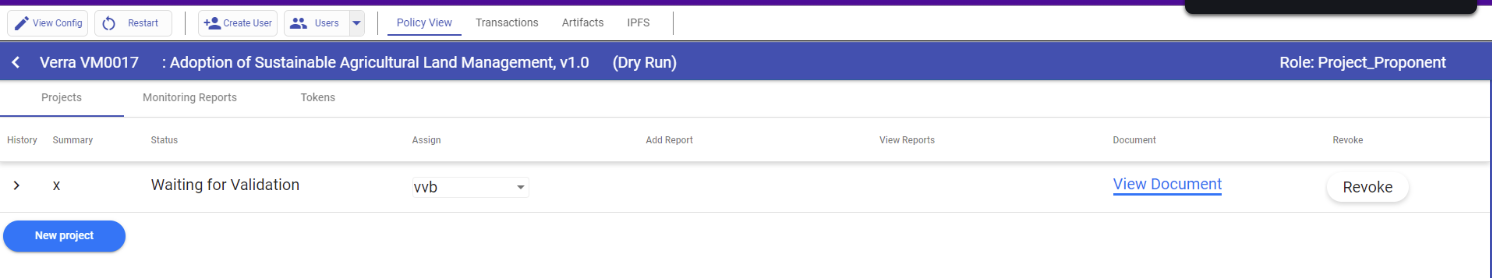 View Config Restart Create User Users Policy View Transactions Artifacts IPFS
Verra VM0017 : Adoption of Sustainable Agricultural Land Management, v1.0 (Dry Run) Role: Project_Proponent
Projects Monitoring Reports Tokens
History Summary Status Assign Add Report View Reports Document Revoke
x Waiting for Validation vvb View Document Revoke
New project